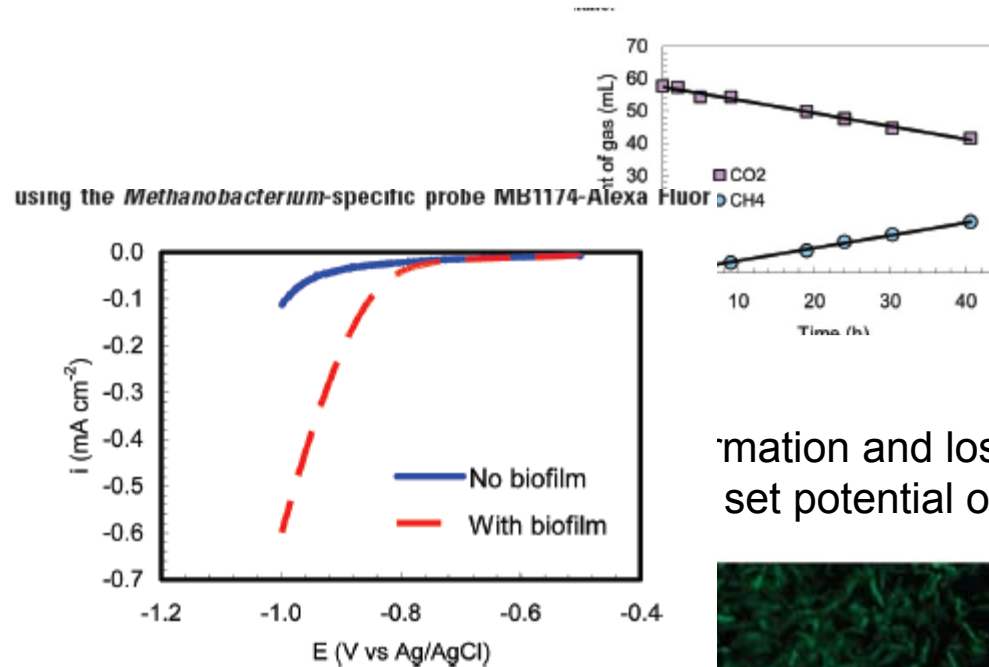 70
60
50
40
30
of gas (mL)
CO2
CH4
10 20 30 40
Time (h)
using the Methanobacterium-specific probe MB1174-Alexa Fluor
0.0
-0.1
-0.2
-0.3
-0.4
-0.5
-0.6
-0.7
i (mA cm⁻²)
No biofilm
With biofilm
-1.2 -1.0 -0.8 -0.6 -0.4
E (V vs Ag/AgCl)
rmation and los
set potential o